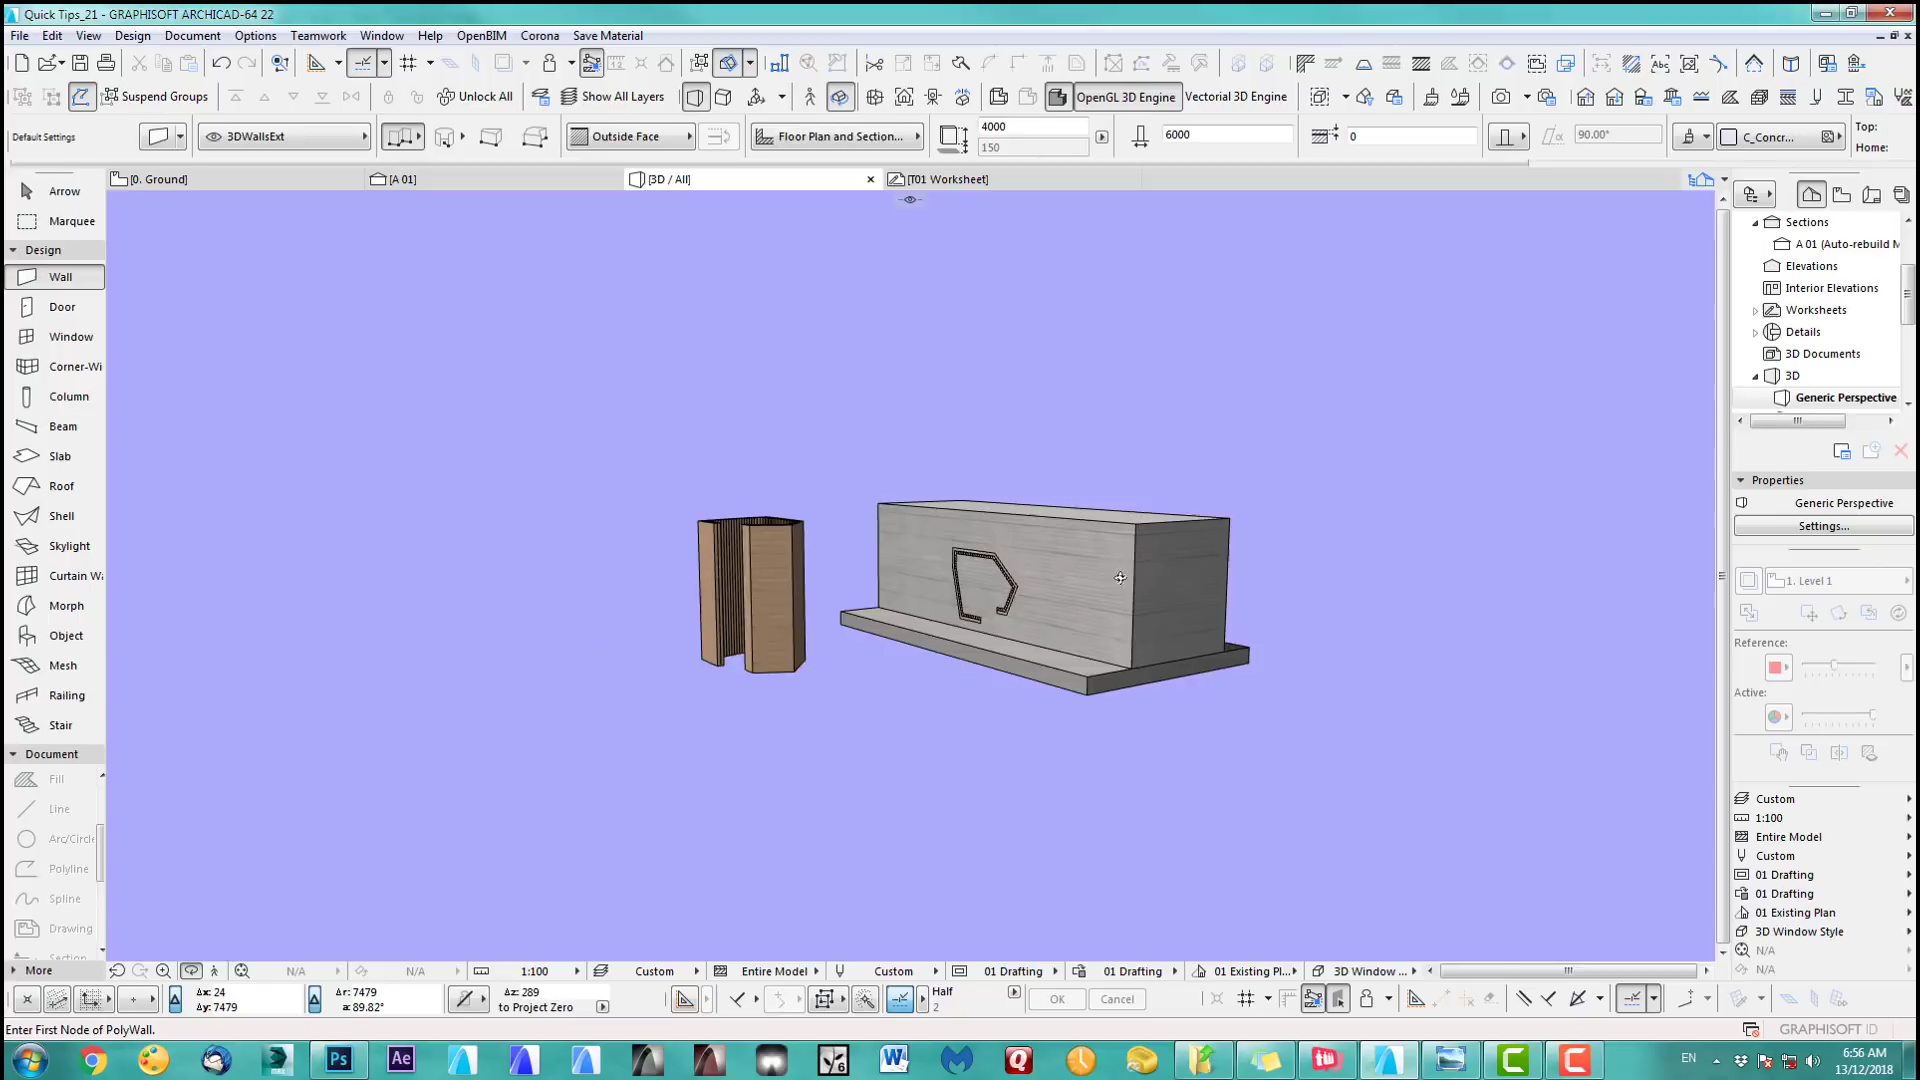 Quick Tips_21 - GRAPHISOFT ARCHICAD-64 22
File Edit View Design Document Options Teamwork Window Help OpenBIM Corona Save Material
Suspend Groups Unlock All Show All Layers OpenGL 3D Engine Vectorial 3D Engine
Default Settings 3DWallsExt Outside Face Floor Plan and Section... 4000 150 6000 0 90.00° C_Concr... Top: Home:
[0. Ground] [A 01] [3D / All] [T01 Worksheet]
Arrow
Marquee
Design
Wall
Door
Window
Corner-Wi
Column
Beam
Slab
Roof
Shell
Skylight
Curtain Wa
Morph
Object
Mesh
Railing
Stair
Document
Fill
Line
Arc/Circle
Polyline
Spline
Drawing
More
Sections
A 01 (Auto-rebuild M
Elevations
Interior Elevations
Worksheets
Details
3D Documents
3D
Generic Perspective
Properties
Generic Perspective
Settings...
1. Level 1
Reference:
Active:
Custom
1:100
Entire Model
Custom
01 Drafting
01 Drafting
01 Existing Plan
3D Window Style
N/A
N/A
N/A N/A 1:100 Custom Entire Model Custom 01 Drafting 01 Drafting 01 Existing Pl... 3D Window ...
Δx: 24 Δr: 7479 Δz: 289 Half
Δy: 7479 a: 89.82° to Project Zero 2 OK Cancel
Enter First Node of PolyWall.
GRAPHISOFT ID
Ps Ae W Q 6 EN 6:56 AM
13/12/2018